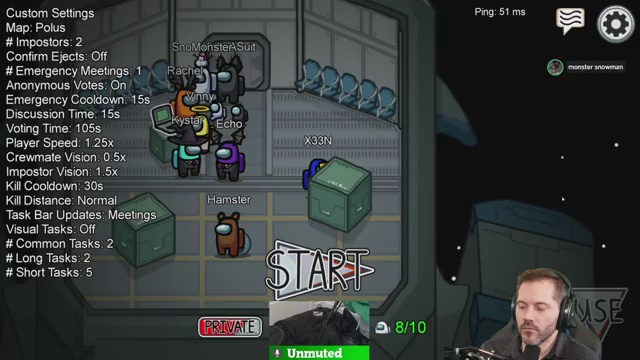 Custom Settings
Map: Polus
# Impostors: 2
Confirm Ejects: Off
# Emergency Meetings: 1
Anonymous Votes: On
Emergency Cooldown: 15s
Discussion Time: 15s
Voting Time: 105s
Player Speed: 1.25x
Crewmate Vision: 0.5x
Impostor Vision: 1.5x
Kill Cooldown: 30s
Kill Distance: Normal
Task Bar Updates: Meetings
Visual Tasks: Off
# Common Tasks: 2
# Long Tasks: 2
# Short Tasks: 5
Ping: 51 ms
monster snowman
Rachel
Vinny
Echo
X33N
Hamster
START
PRIVATE
8/10
Unmuted